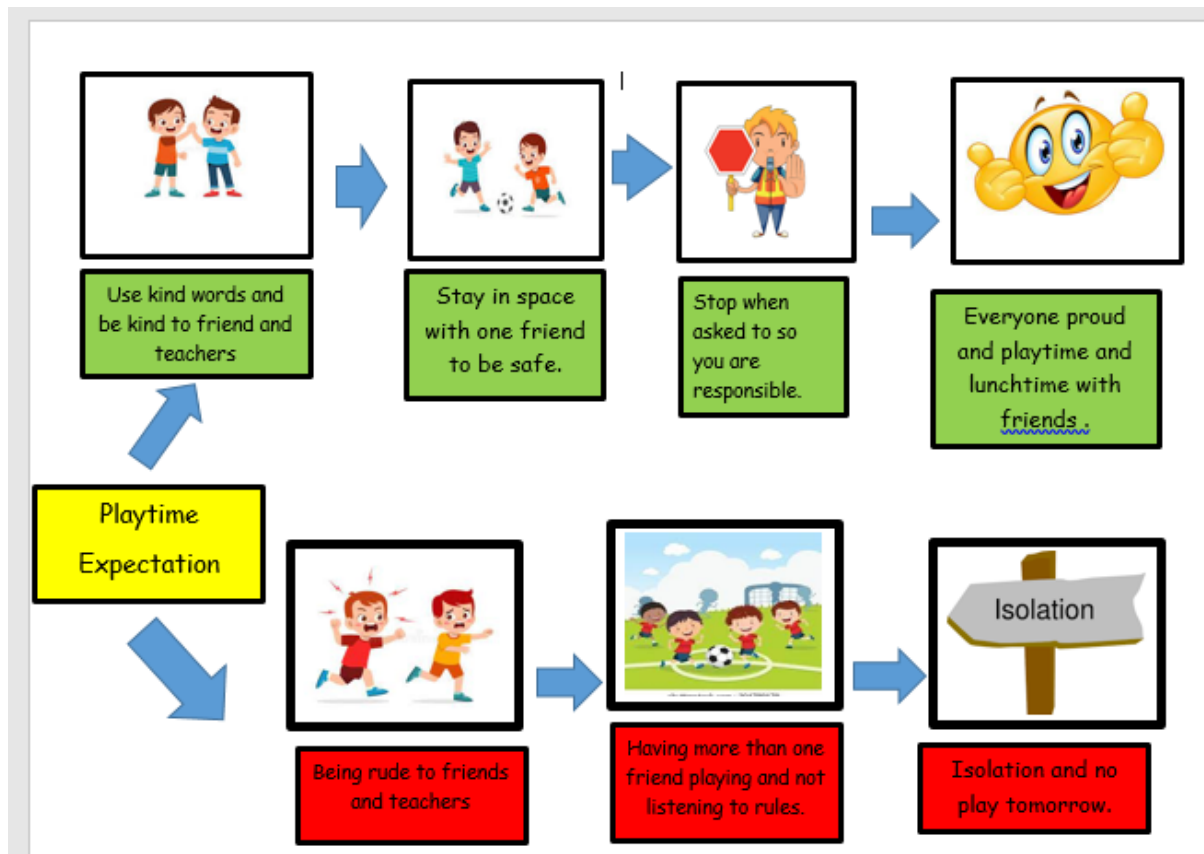 Use kind words and
be kind to friend and
teachers
Stay in space
with one friend
to be safe.
Stop when
asked to so
you are
responsible.
Everyone proud
and playtime and
lunchtime with
friends .
Playtime
Expectation
Isolation
Being rude to friends
and teachers
Having more than one
friend playing and not
listening to rules.
Isolation and no
play tomorrow.